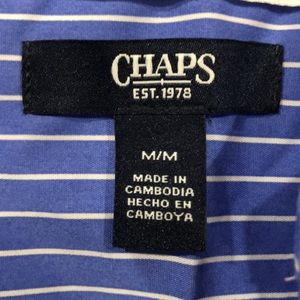 CHAPS
EST. 1978
M/M
MADE IN
CAMBODIA
HECHO EN
CAMBOYA